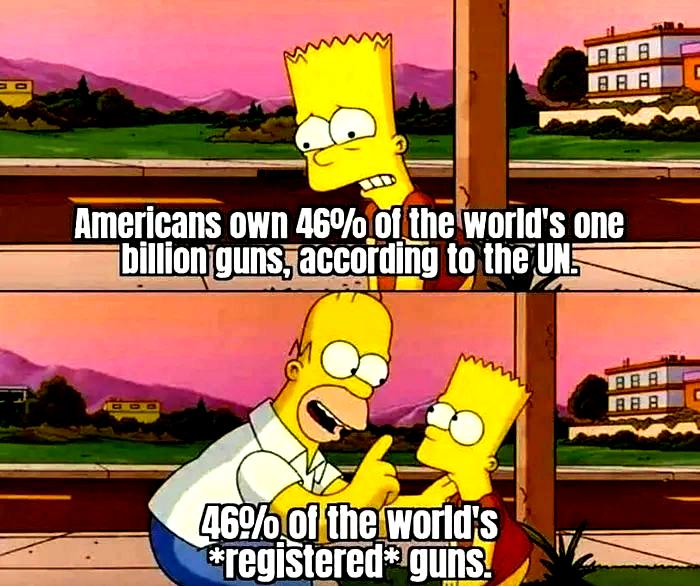 Americans own 46% of the world's one
billion guns, according to the UN.
46% of the world's
*registered* guns.